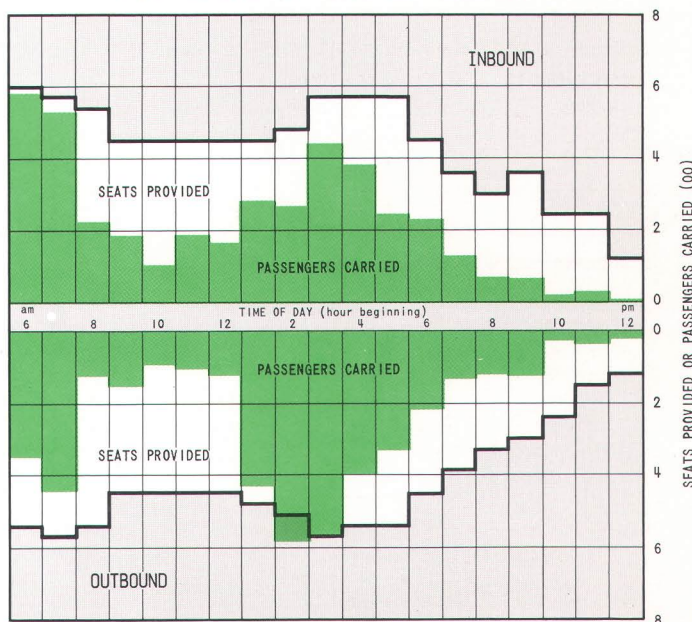 8
INBOUND
6
4
SEATS PROVIDED
2
PASSENGERS CARRIED
0
am TIME OF DAY (hour beginning) pm
6 8 10 12 2 4 6 8 10 12
0
PASSENGERS CARRIED
2
SEATS PROVIDED
4
6
OUTBOUND
8
SEATS PROVIDED OR PASSENGERS CARRIED (00)